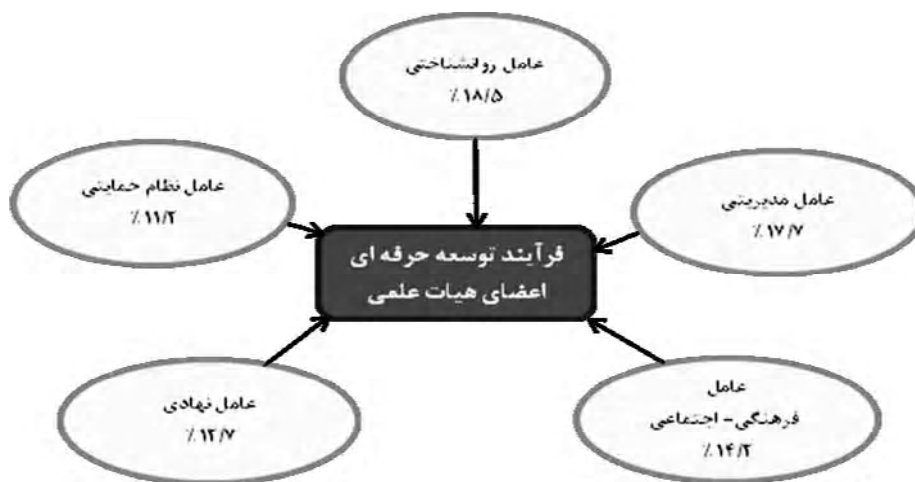 عامل روانشناختی
٪۱۸/۵
عامل مدیریتی
٪۱۷/۷
عامل نظام حمایتی
٪۱۱/۲
فرآیند توسعه حرفه ای
اعضای هیات علمی
عامل
فرهنگی- اجتماعی
٪۱۴/۲
عامل نهادی
٪۱۲/۷